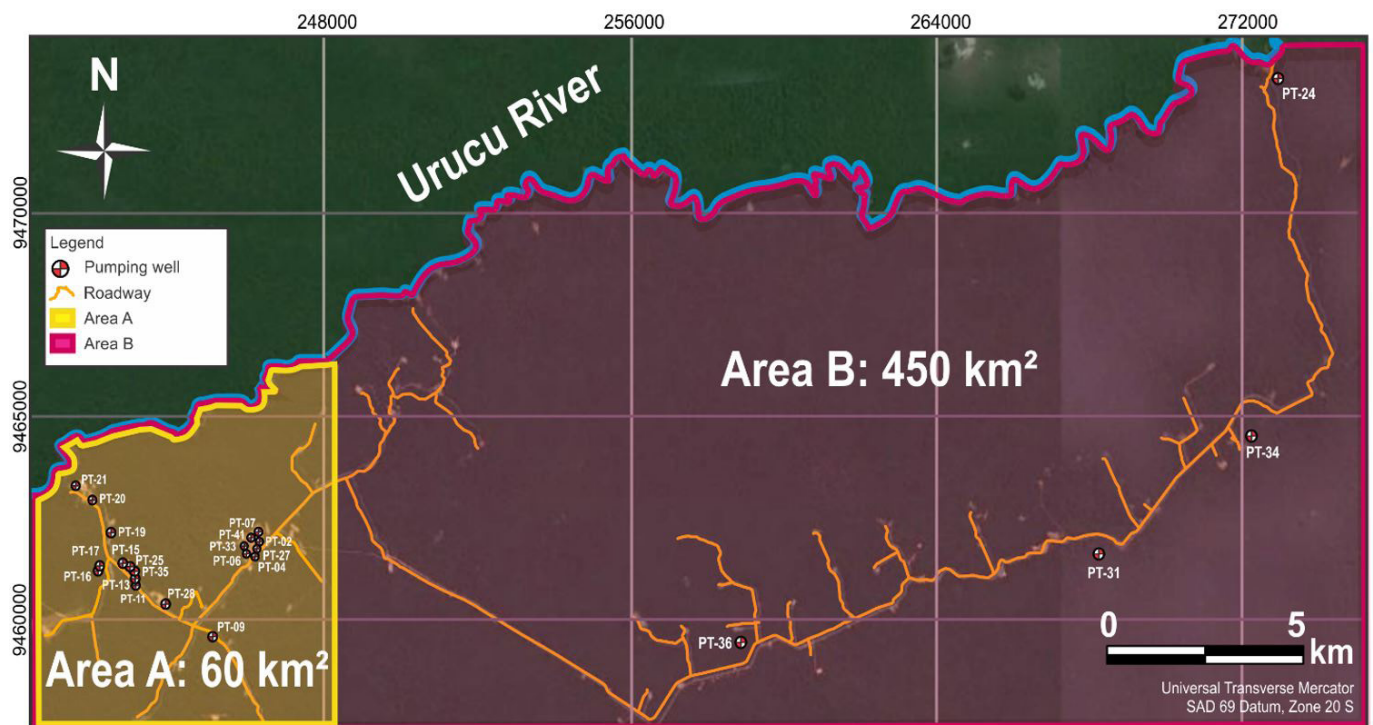 248000 256000 264000 272000
N
Urucu River
PT-24
9470000
Legend
Pumping well
Roadway
Area A
Area B
Area B: 450 km²
9465000
PT-34
PT-21
PT-20
PT-19
PT-07
PT-41
PT-02
PT-33
PT-27
PT-06
PT-04
PT-17
PT-15
PT-25
PT-16
PT-35
PT-13
PT-11
PT-28
PT-31
9460000
PT-09
PT-36
0 5
km
Area A: 60 km²
Universal Transverse Mercator
SAD 69 Datum, Zone 20 S